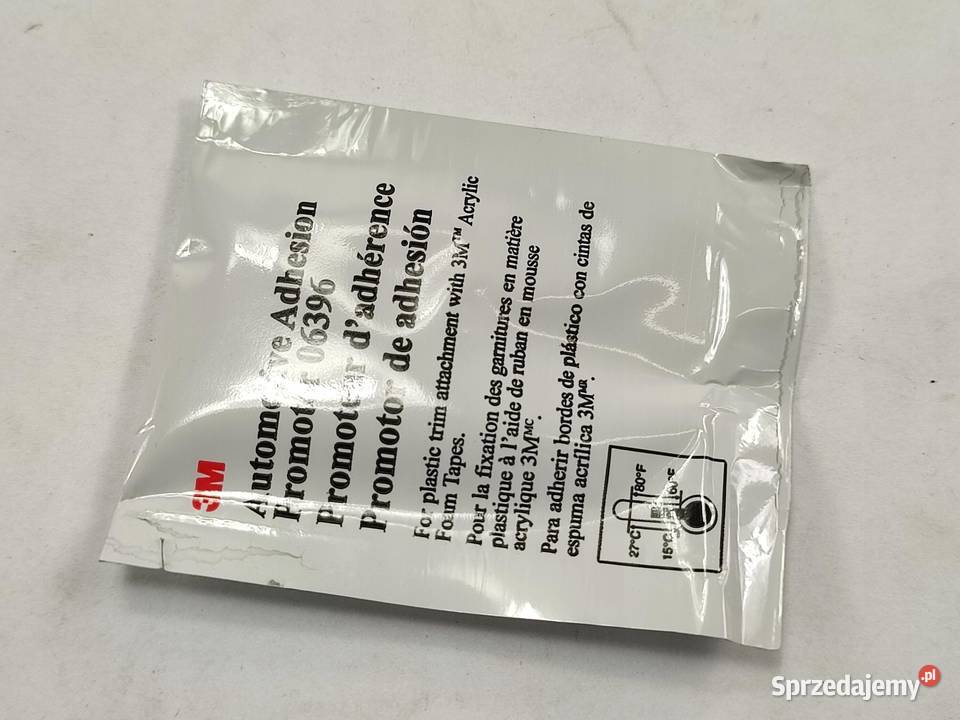 3M
Automotive Adhesion
Promoter 06396
Promoteur d'adhérence
Promotor de adhesión
For plastic trim attachment with 3M™ Acrylic
Foam Tapes.
Pour la fixation des garnitures en matière
plastique à l'aide de ruban en mousse
acrylique 3Mᴹᶜ.
Para adherir bordes de plástico con cintas de
espuma acrílica 3Mᴹᴿ.
27°C 80°F
15°C 60°F
Sprzedajemy.pl